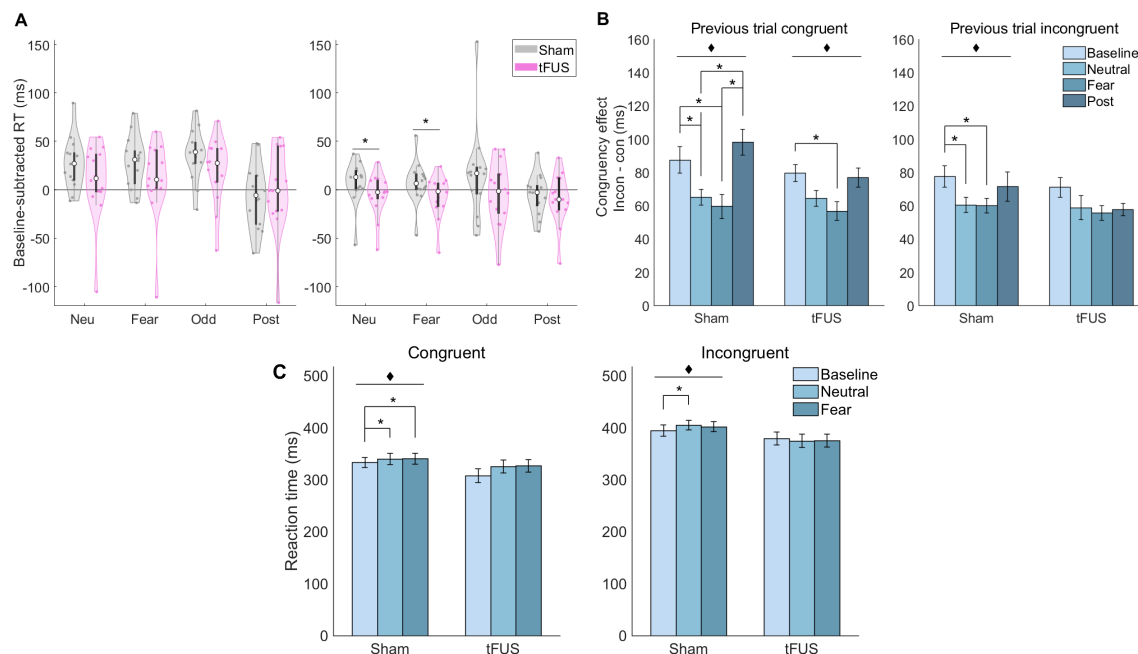 A
Baseline-subtracted RT (ms)
150
100
50
0
-50
-100
Neu Fear Odd Post
150
100
50
0
-50
-100
* *
Neu Fear Odd Post
Sham
tFUS
B
Previous trial congruent
Congruency effect
Incon - con (ms)
160
140
120
100
80
60
40
20
0
♦ ♦
*
* *
*
*
Sham tFUS
Previous trial incongruent
160
140
120
100
80
60
40
20
0
♦
*
*
Sham tFUS
Baseline
Neutral
Fear
Post
C
Congruent
Reaction time (ms)
500
400
300
200
100
0
♦
*
*
Sham tFUS
Incongruent
500
400
300
200
100
0
♦
*
Sham tFUS
Baseline
Neutral
Fear